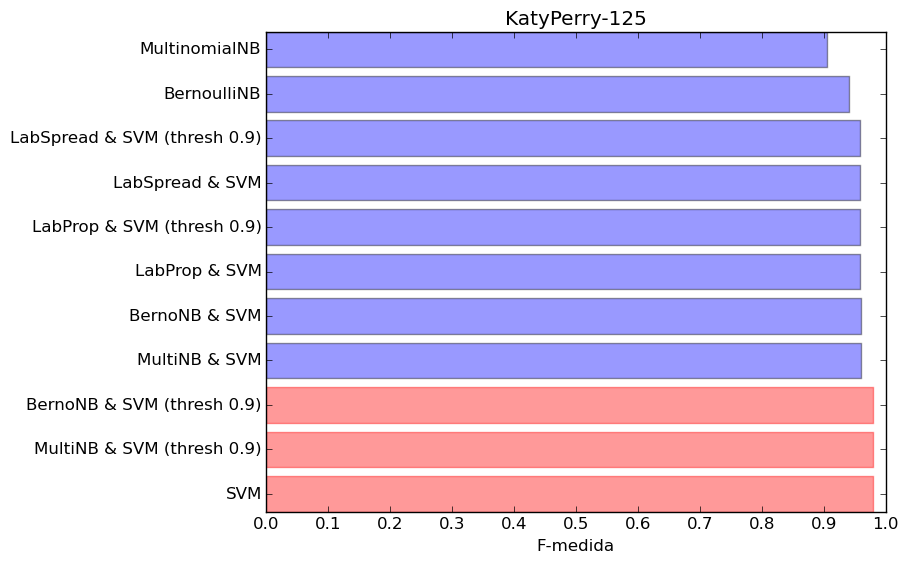 KatyPerry-125
MultinomialNB
BernoulliNB
LabSpread & SVM (thresh 0.9)
LabSpread & SVM
LabProp & SVM (thresh 0.9)
LabProp & SVM
BernoNB & SVM
MultiNB & SVM
BernoNB & SVM (thresh 0.9)
MultiNB & SVM (thresh 0.9)
SVM
0.0 0.1 0.2 0.3 0.4 0.5 0.6 0.7 0.8 0.9 1.0
F-medida